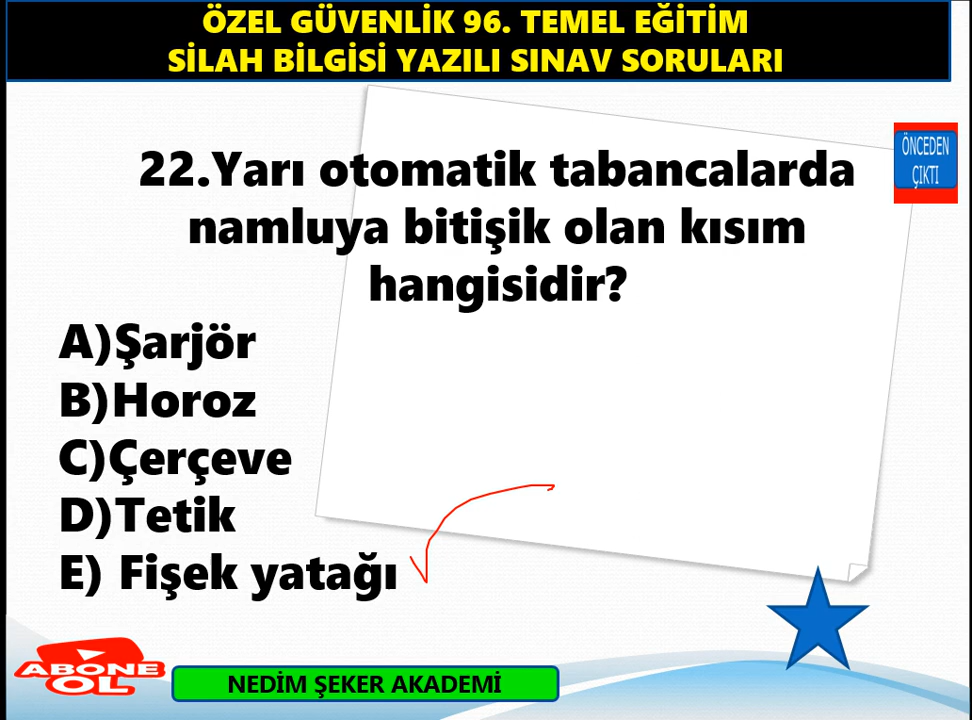 ÖZEL GÜVENLİK 96. TEMEL EĞİTİM
SİLAH BİLGİSİ YAZILI SINAV SORULARI
ÖNCEDEN
ÇIKTI
22.Yarı otomatik tabancalarda
namluya bitişik olan kısım
hangisidir?
A)Şarjör
B)Horoz
C)Çerçeve
D)Tetik
E) Fişek yatağı
ABONE
OL
NEDİM ŞEKER AKADEMİ